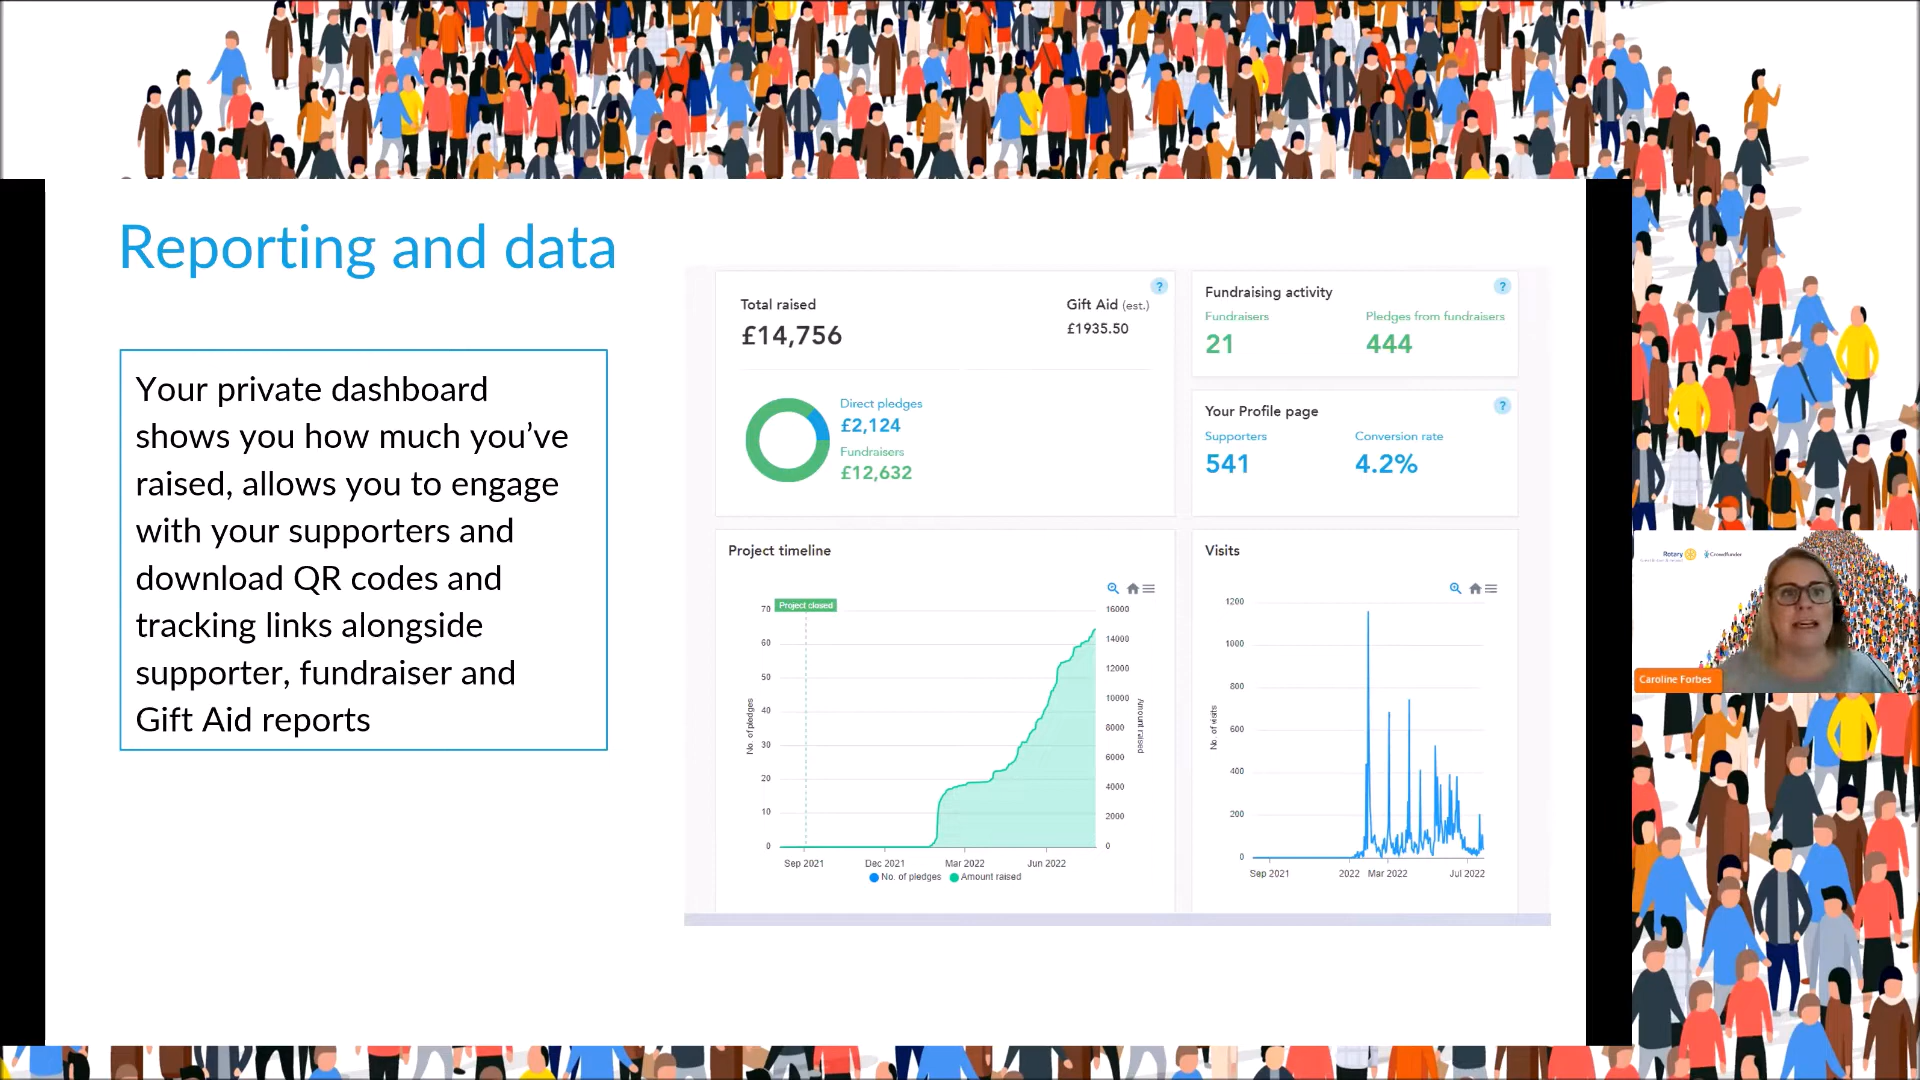 Reporting and data
Your private dashboard
shows you how much you’ve
raised, allows you to engage
with your supporters and
download QR codes and
tracking links alongside
supporter, fundraiser and
Gift Aid reports
Total raised
£14,756
Gift Aid (est.)
£1935.50
?
Direct pledges
£2,124
Fundraisers
£12,632
Fundraising activity
?
Fundraisers
21
Pledges from fundraisers
444
Your Profile page
?
Supporters
541
Conversion rate
4.2%
Project timeline
Project closed
70
60
50
40
30
20
10
0
No. of pledges
16000
14000
12000
10000
8000
6000
4000
2000
0
Amount raised
Sep 2021
Dec 2021
Mar 2022
Jun 2022
No. of pledges
Amount raised
Visits
1200
1000
800
600
400
200
0
No. of visits
Sep 2021
2022
Mar 2022
Jul 2022
Rotary
Crowdfunder
Caroline Forbes